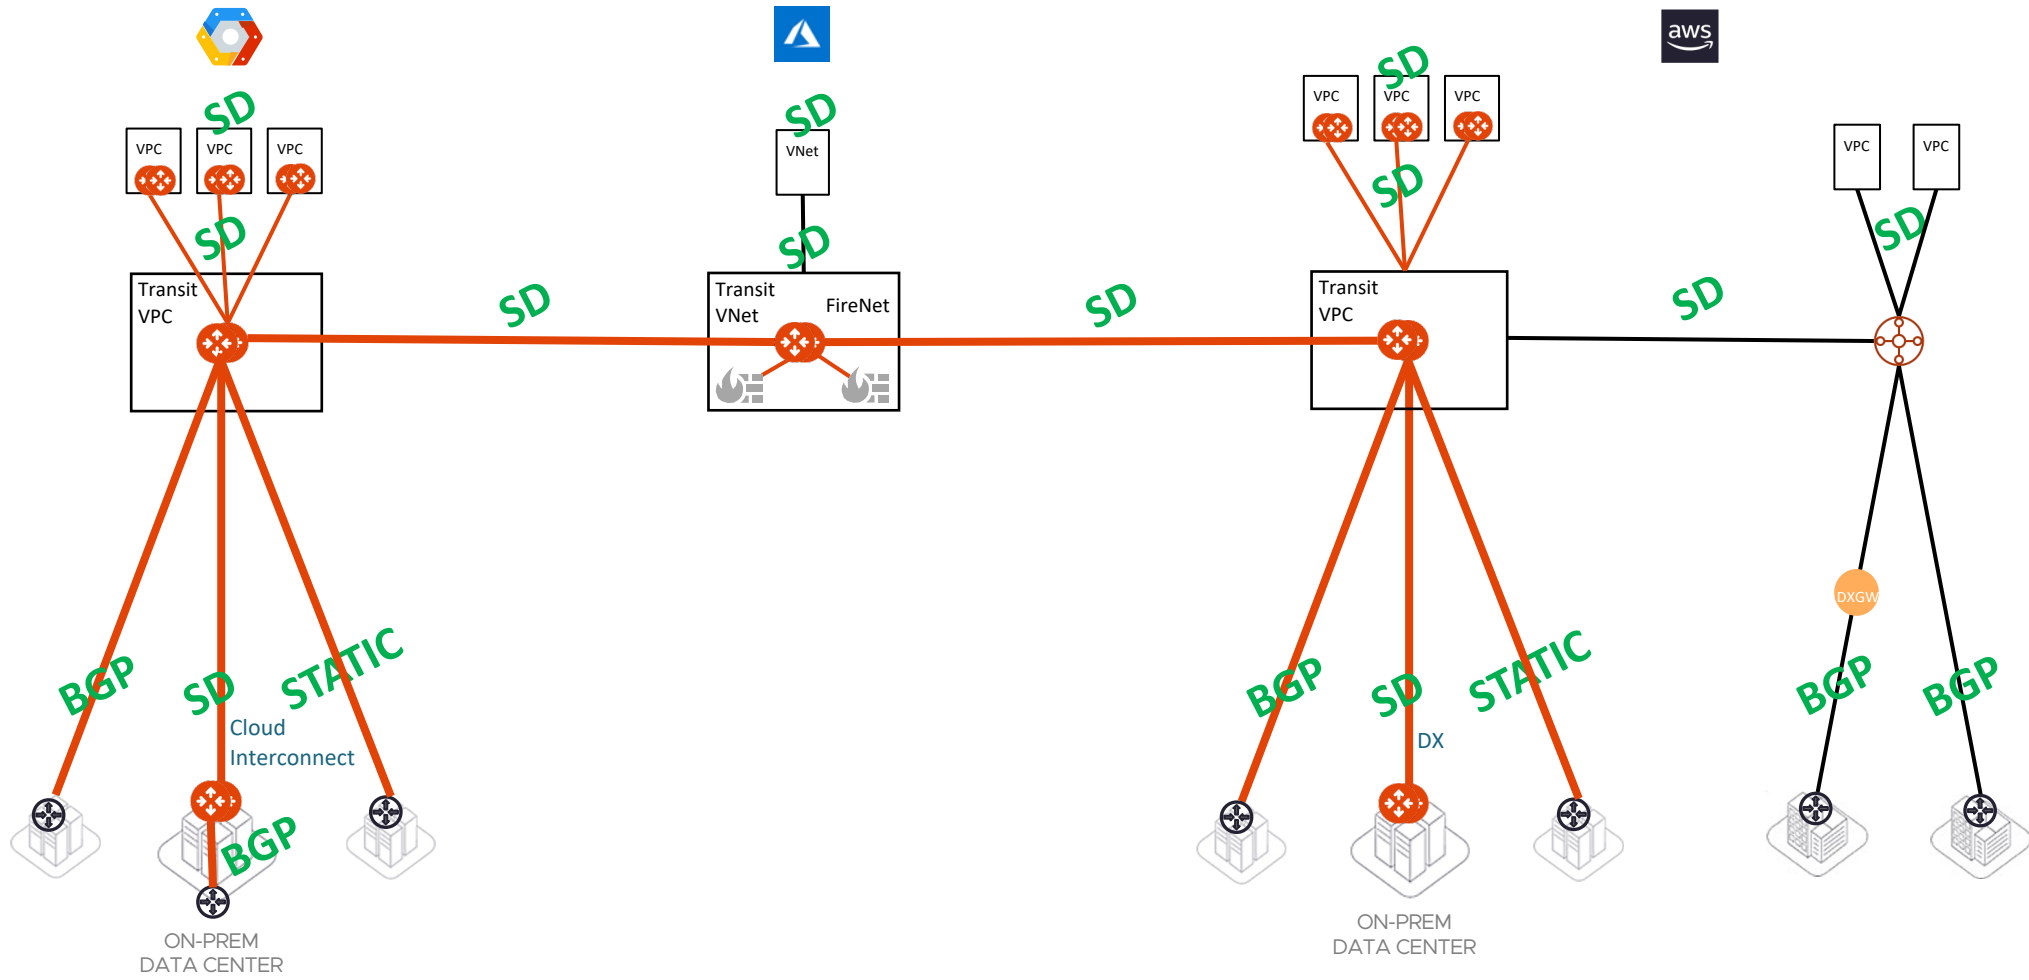 aws
SD
SD
SD
VPC
VPC
VPC
VNet
VPC
VPC
VPC
VPC
VPC
SD
SD
SD
SD
Transit
VPC
SD
Transit
VNet
FireNet
SD
Transit
VPC
SD
DXGW
BGP
SD
STATIC
Cloud
Interconnect
BGP
SD
STATIC
DX
BGP
BGP
BGP
ON-PREM
DATA CENTER
ON-PREM
DATA CENTER